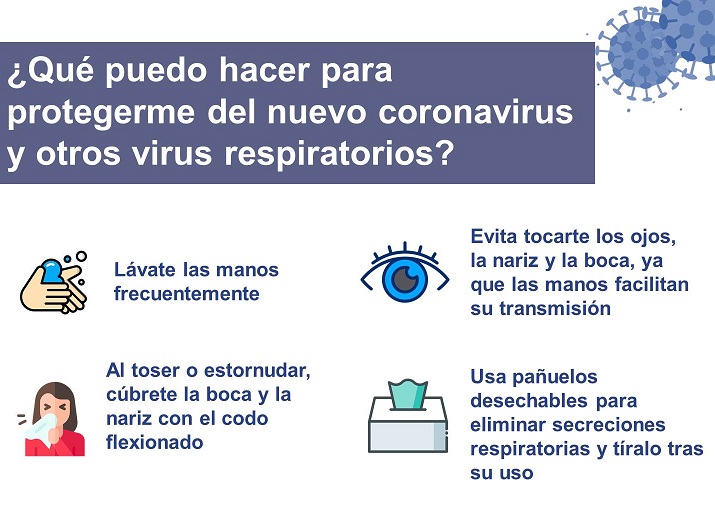 ¿Qué puedo hacer para
protegerme del nuevo coronavirus
y otros virus respiratorios?
Lávate las manos
frecuentemente
Evita tocarte los ojos,
la nariz y la boca, ya
que las manos facilitan
su transmisión
Al toser o estornudar,
cúbrete la boca y la
nariz con el codo
flexionado
Usa pañuelos
desechables para
eliminar secreciones
respiratorias y tíralo tras
su uso